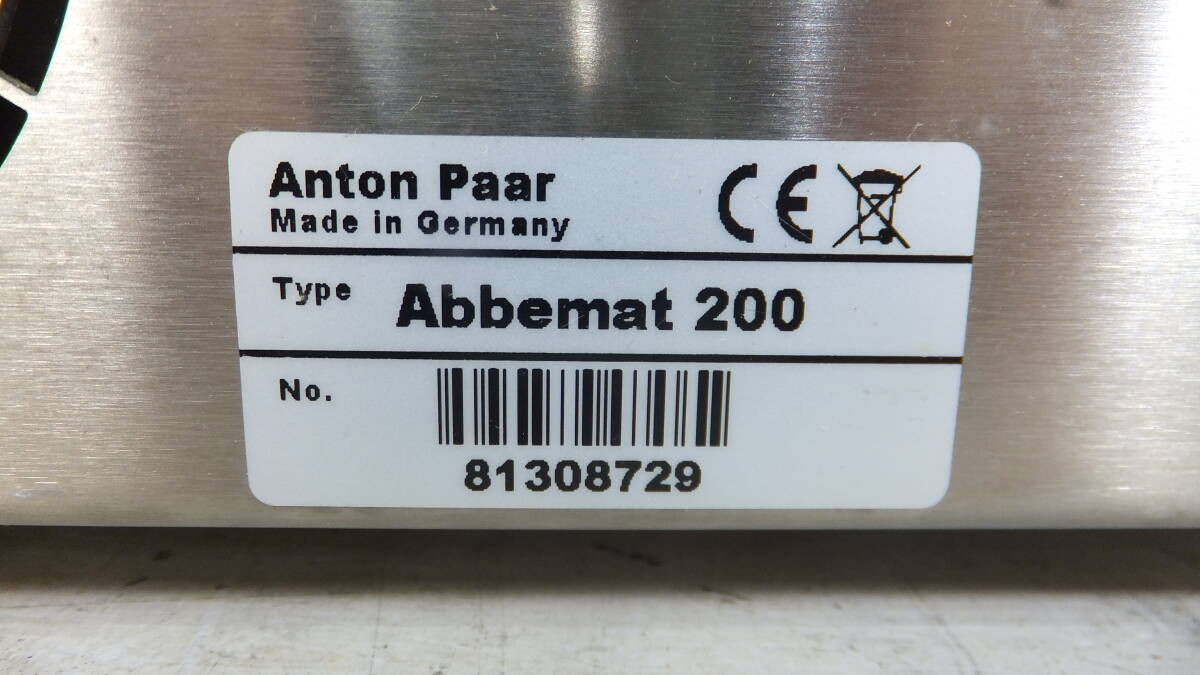 Anton Paar
Made in Germany
CE
Type Abbemat 200
No.
81308729